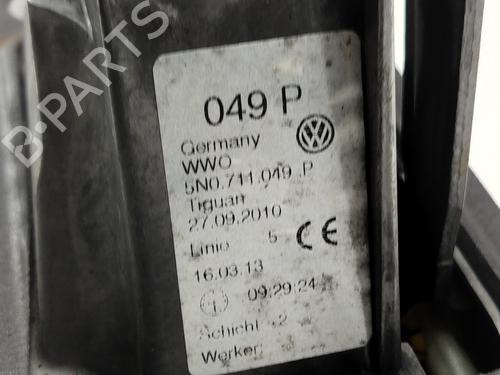 B-PARTS
049 P
Germany
WWO
5N0.711.049 P
Tiguan
27.09.2010
Linie 5 CE
16.03.13
09:29:24
Schicht 2
Werker: